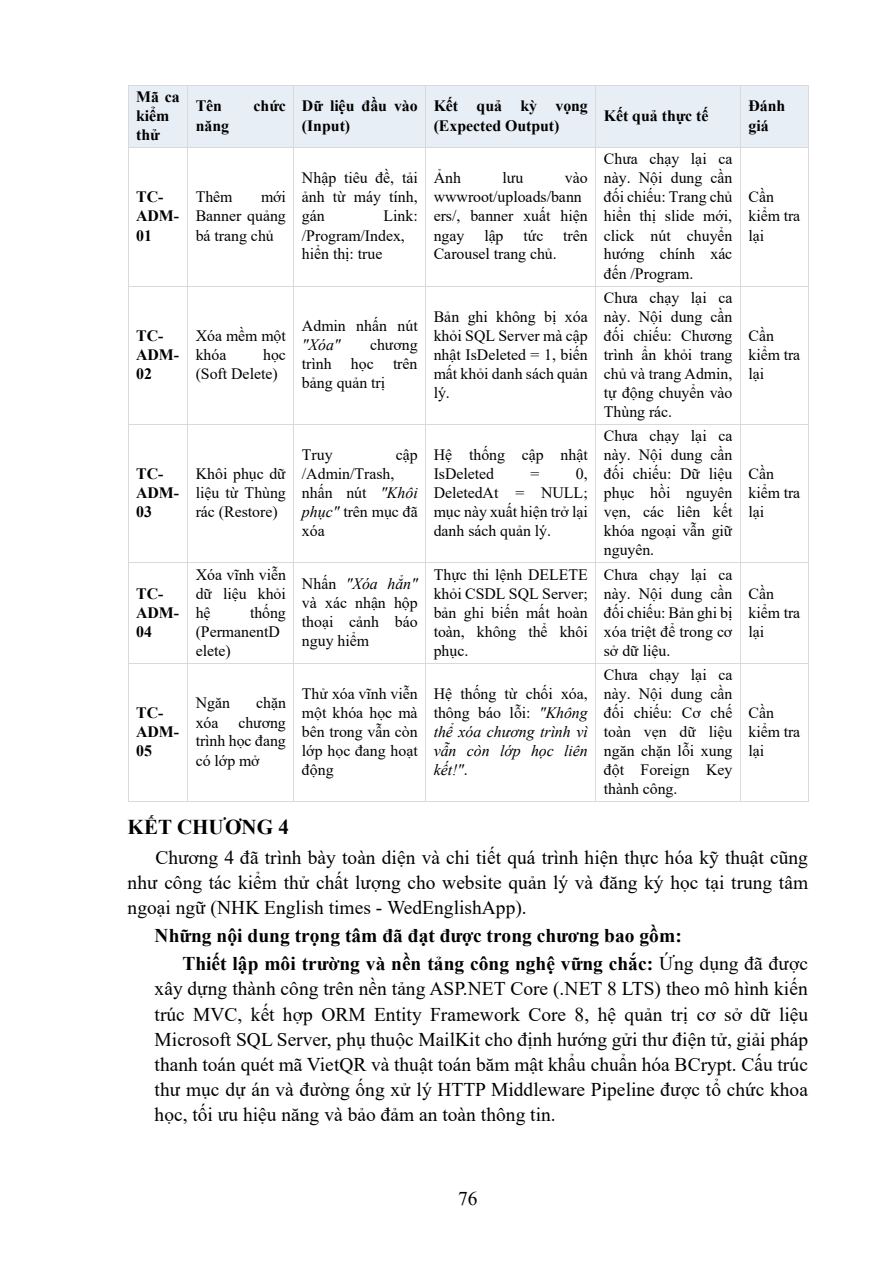 Mã ca
kiểm
thử
Tên chức
năng
Dữ liệu đầu vào
(Input)
Kết quả kỳ vọng
(Expected Output)
Kết quả thực tế
Đánh
giá
TC-
ADM-
01
Thêm mới
Banner quảng
bá trang chủ
Nhập tiêu đề, tải
ảnh từ máy tính,
gán Link:
/Program/Index,
hiển thị: true
Ảnh lưu vào
wwwroot/uploads/bann
ers/, banner xuất hiện
ngay lập tức trên
Carousel trang chủ.
Chưa chạy lại ca
này. Nội dung cần
đối chiếu: Trang chủ
hiển thị slide mới,
click nút chuyển
hướng chính xác
đến /Program.
Cần
kiểm tra
lại
TC-
ADM-
02
Xóa mềm một
khóa học
(Soft Delete)
Admin nhấn nút
"Xóa" chương
trình học trên
bảng quản trị
Bản ghi không bị xóa
khỏi SQL Server mà cập
nhật IsDeleted = 1, biến
mất khỏi danh sách quản
lý.
Chưa chạy lại ca
này. Nội dung cần
đối chiếu: Chương
trình ẩn khỏi trang
chủ và trang Admin,
tự động chuyển vào
Thùng rác.
Cần
kiểm tra
lại
TC-
ADM-
03
Khôi phục dữ
liệu từ Thùng
rác (Restore)
Truy cập
/Admin/Trash,
nhấn nút "Khôi
phục" trên mục đã
xóa
Hệ thống cập nhật
IsDeleted = 0,
DeletedAt = NULL;
mục này xuất hiện trở lại
danh sách quản lý.
Chưa chạy lại ca
này. Nội dung cần
đối chiếu: Dữ liệu
phục hồi nguyên
vẹn, các liên kết
khóa ngoại vẫn giữ
nguyên.
Cần
kiểm tra
lại
TC-
ADM-
04
Xóa vĩnh viễn
dữ liệu khỏi
hệ thống
(PermanentD
elete)
Nhấn "Xóa hẳn"
và xác nhận hộp
thoại cảnh báo
nguy hiểm
Thực thi lệnh DELETE
khỏi CSDL SQL Server;
bản ghi biến mất hoàn
toàn, không thể khôi
phục.
Chưa chạy lại ca
này. Nội dung cần
đối chiếu: Bản ghi bị
xóa triệt để trong cơ
sở dữ liệu.
Cần
kiểm tra
lại
TC-
ADM-
05
Ngăn chặn
xóa chương
trình học đang
có lớp mở
Thử xóa vĩnh viễn
một khóa học mà
bên trong vẫn còn
lớp học đang hoạt
động
Hệ thống từ chối xóa,
thông báo lỗi: "Không
thể xóa chương trình vì
vẫn còn lớp học liên
kết!".
Chưa chạy lại ca
này. Nội dung cần
đối chiếu: Cơ chế
toàn vẹn dữ liệu
ngăn chặn lỗi xung
đột Foreign Key
thành công.
Cần
kiểm tra
lại
KẾT CHƯƠNG 4
Chương 4 đã trình bày toàn diện và chi tiết quá trình hiện thực hóa kỹ thuật cũng
như công tác kiểm thử chất lượng cho website quản lý và đăng ký học tại trung tâm
ngoại ngữ (NHK English times - WedEnglishApp).
Những nội dung trọng tâm đã đạt được trong chương bao gồm:
Thiết lập môi trường và nền tảng công nghệ vững chắc: Ứng dụng đã được
xây dựng thành công trên nền tảng ASP.NET Core (.NET 8 LTS) theo mô hình kiến
trúc MVC, kết hợp ORM Entity Framework Core 8, hệ quản trị cơ sở dữ liệu
Microsoft SQL Server, phụ thuộc MailKit cho định hướng gửi thư điện tử, giải pháp
thanh toán quét mã VietQR và thuật toán băm mật khẩu chuẩn hóa BCrypt. Cấu trúc
thư mục dự án và đường ống xử lý HTTP Middleware Pipeline được tổ chức khoa
học, tối ưu hiệu năng và bảo đảm an toàn thông tin.
76